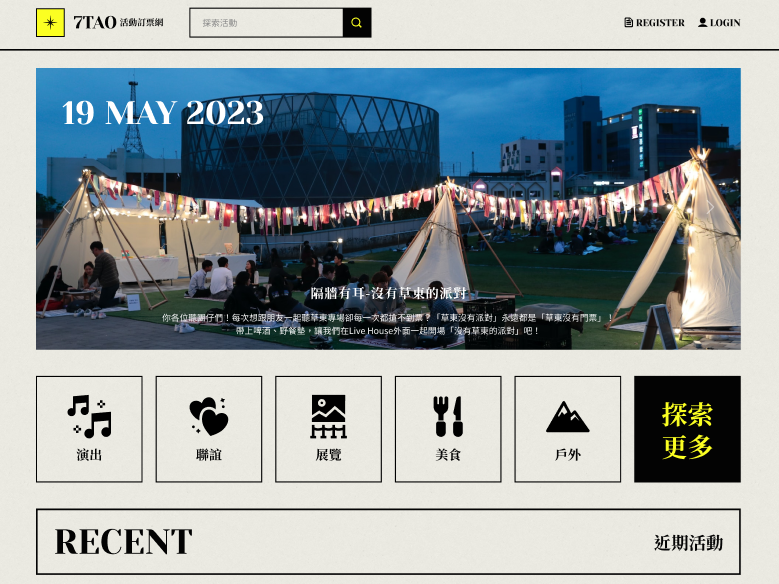 7TAO 活動訂票網
探索活動
REGISTER
LOGIN
19 MAY 2023
隔牆有耳-沒有草東的派對
你各位聽團仔們！每次想跟朋友一起聽草東專場卻每一次都搶不到票？「草東沒有派對」永遠都是「草東沒有門票」！
帶上啤酒、野餐墊，讓我們在Live House外面一起開場「沒有草東的派對」吧！
演出
聯誼
展覽
美食
戶外
探索
更多
RECENT
近期活動